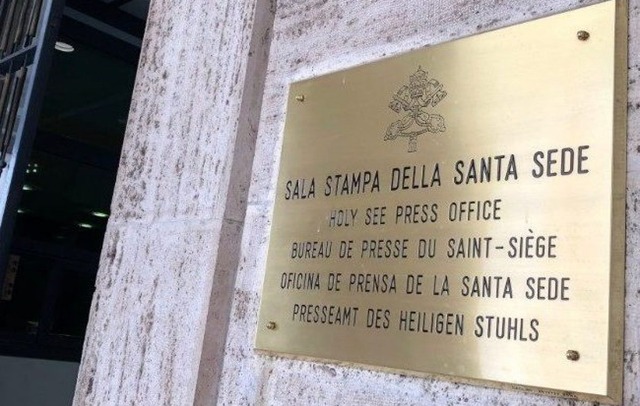 SALA STAMPA DELLA SANTA SEDE
HOLY SEE PRESS OFFICE
BUREAU DE PRESSE DU SAINT-SIÈGE
OFICINA DE PRENSA DE LA SANTA SEDE
PRESSEAMT DES HEILIGEN STUHLS